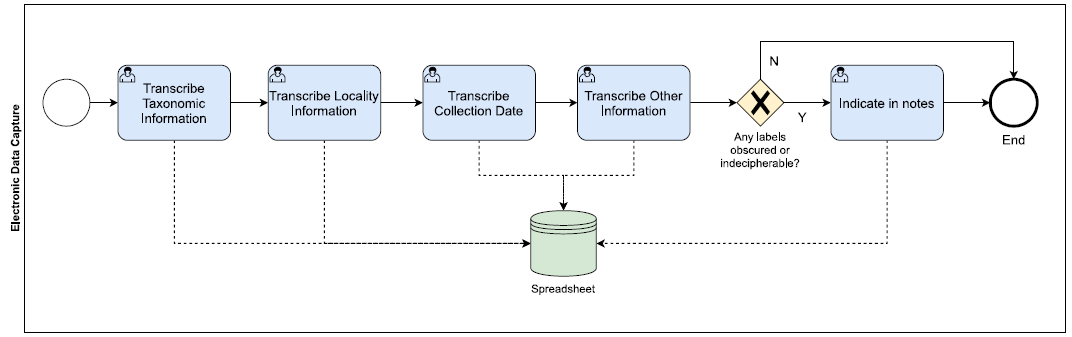 Electronic Data Capture
Transcribe
Taxonomic
Information
Transcribe Locality
Information
Transcribe
Collection Date
Transcribe Other
Information
N
Y
Any labels
obscured or
indecipherable?
Indicate in notes
End
Spreadsheet